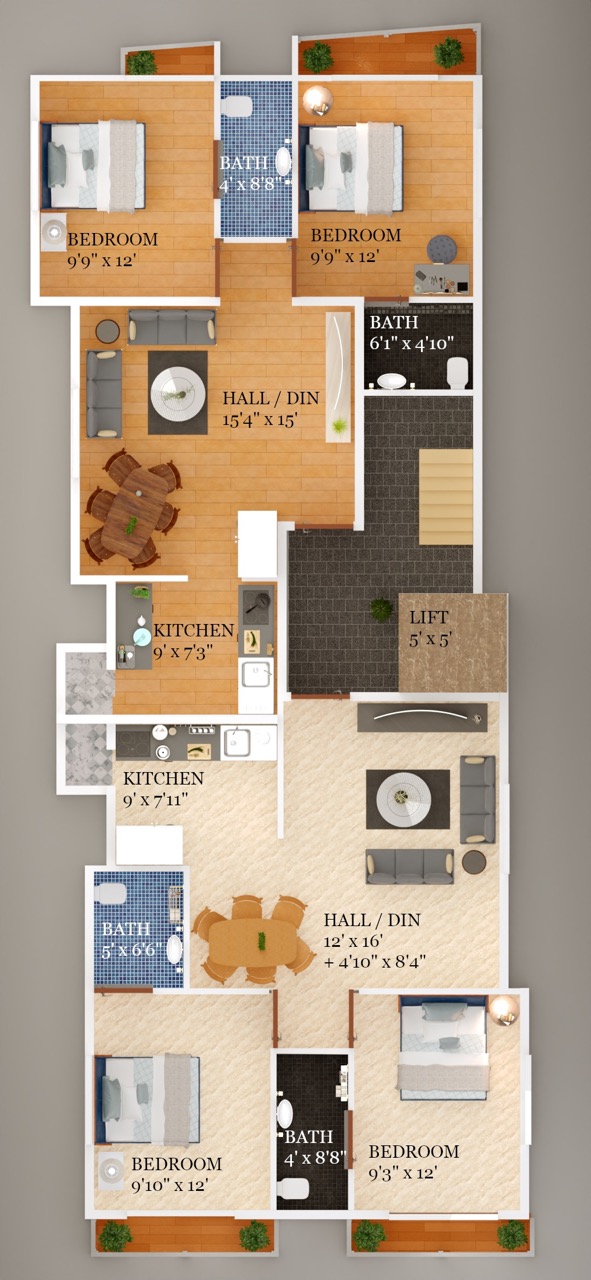 BATH
4' x 8'8"
BEDROOM
9'9" x 12'
BEDROOM
9'9" x 12'
BATH
6'1" x 4'10"
HALL / DIN
15'4" x 15'
KITCHEN
9' x 7'3"
LIFT
5' x 5'
KITCHEN
9' x 7'11"
HALL / DIN
12' x 16'
+ 4'10" x 8'4"
BATH
5' x 6'6"
BATH
4' x 8'8"
BEDROOM
9'10" x 12'
BEDROOM
9'3" x 12'